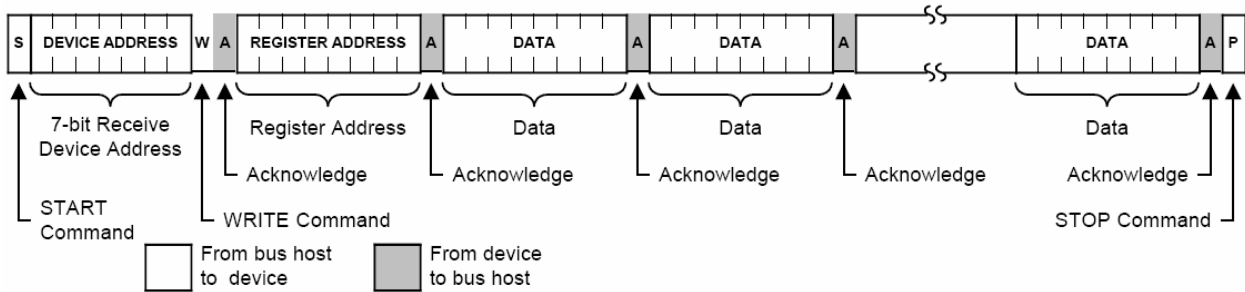 S DEVICE ADDRESS W A REGISTER ADDRESS A DATA A DATA A DATA A P
7-bit Receive
Device Address
Register Address
Data
Data
Data
Acknowledge
Acknowledge
Acknowledge
Acknowledge
Acknowledge
START
Command
WRITE Command
STOP Command
From bus host
to device
From device
to bus host